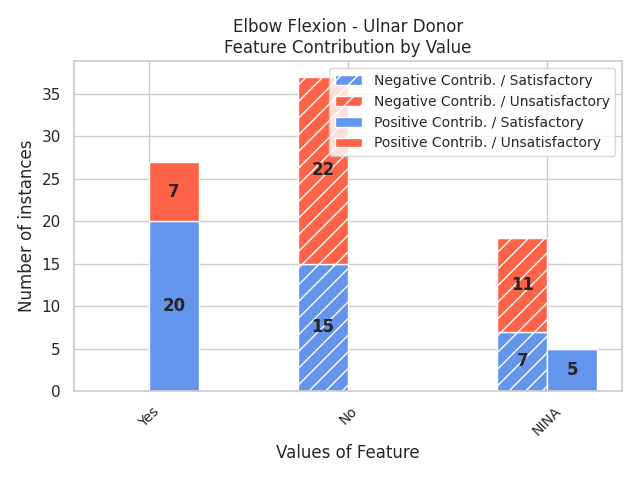 Elbow Flexion - Ulnar Donor
Feature Contribution by Value
Negative Contrib. / Satisfactory
Negative Contrib. / Unsatisfactory
Positive Contrib. / Satisfactory
Positive Contrib. / Unsatisfactory
Number of instances
35
30
25
20
15
10
5
0
7
20
22
15
11
7
5
Yes
No
NINA
Values of Feature